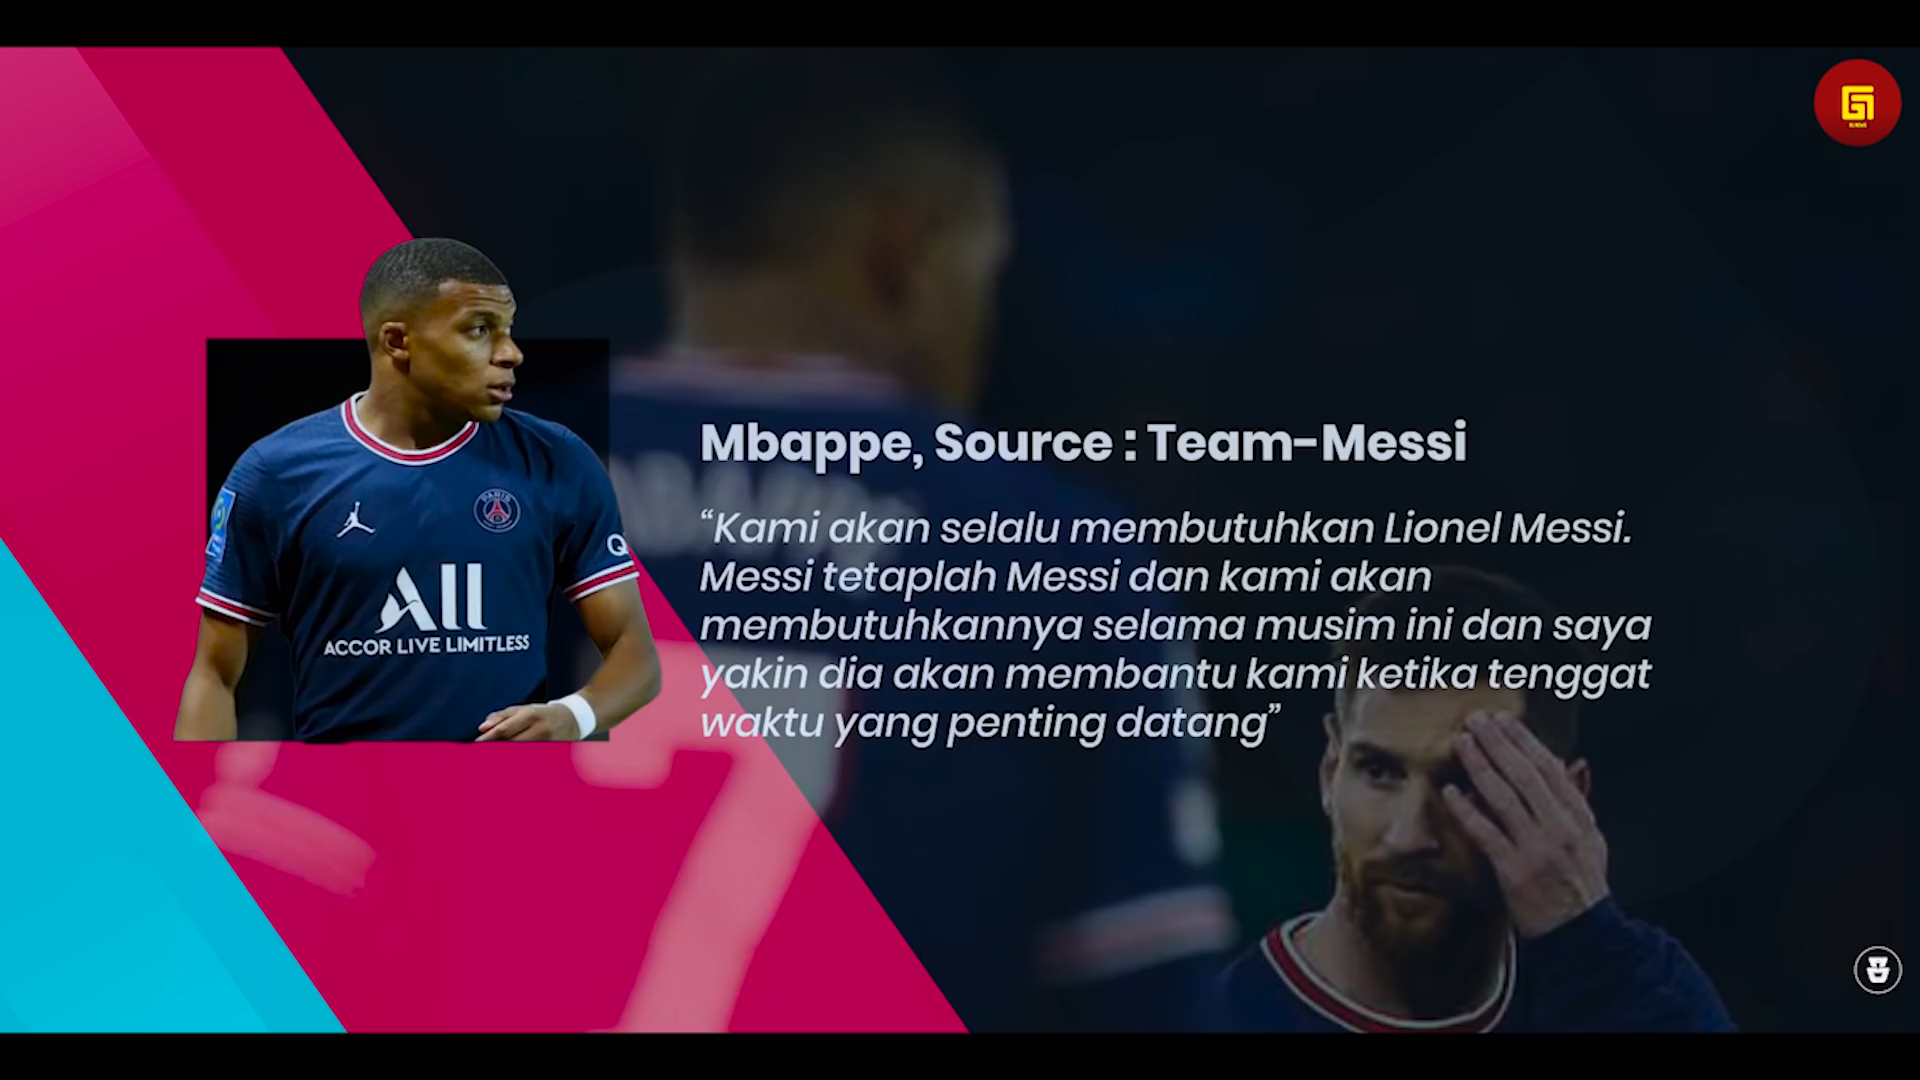 Mbappe, Source : Team-Messi
“Kami akan selalu membutuhkan Lionel Messi.
Messi tetaplah Messi dan kami akan
membutuhkannya selama musim ini dan saya
yakin dia akan membantu kami ketika tenggat
waktu yang penting datang”
PARIS
ALL
ACCOR LIVE LIMITLESS
Q